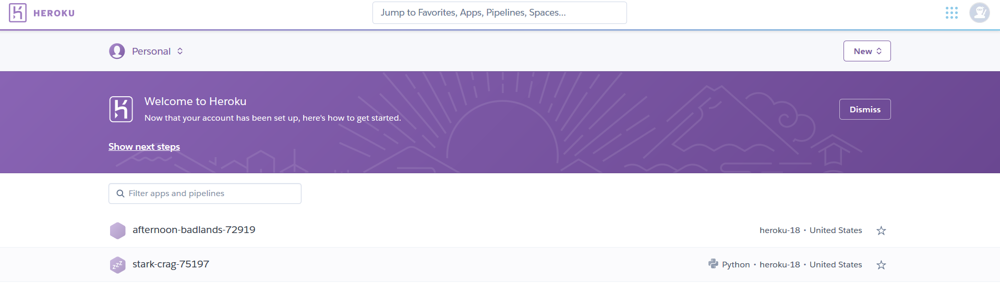 HEROKU
Jump to Favorites, Apps, Pipelines, Spaces...
Personal
New
Welcome to Heroku
Now that your account has been set up, here's how to get started.
Dismiss
Show next steps
Filter apps and pipelines
afternoon-badlands-72919
heroku-18 • United States
zzz stark-crag-75197
Python • heroku-18 • United States